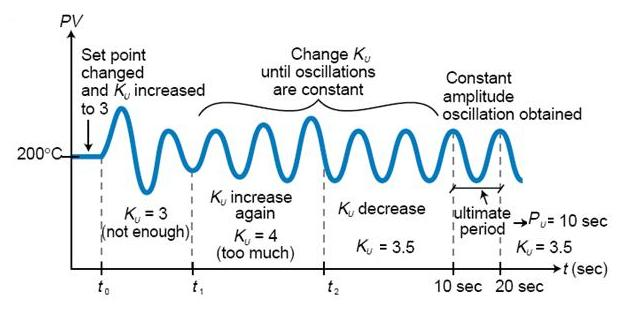 PV
Set point
changed
and Ku increased
to 3
Change Ku
until oscillations
are constant
Constant
amplitude
oscillation obtained
200°C
Ku = 3
(not enough)
Ku increase
again
Ku = 4
(too much)
Ku decrease
Ku = 3.5
ultimate
period
→Pu= 10 sec
Ku = 3.5
t (sec)
t0
t1
t2
10 sec
20 sec